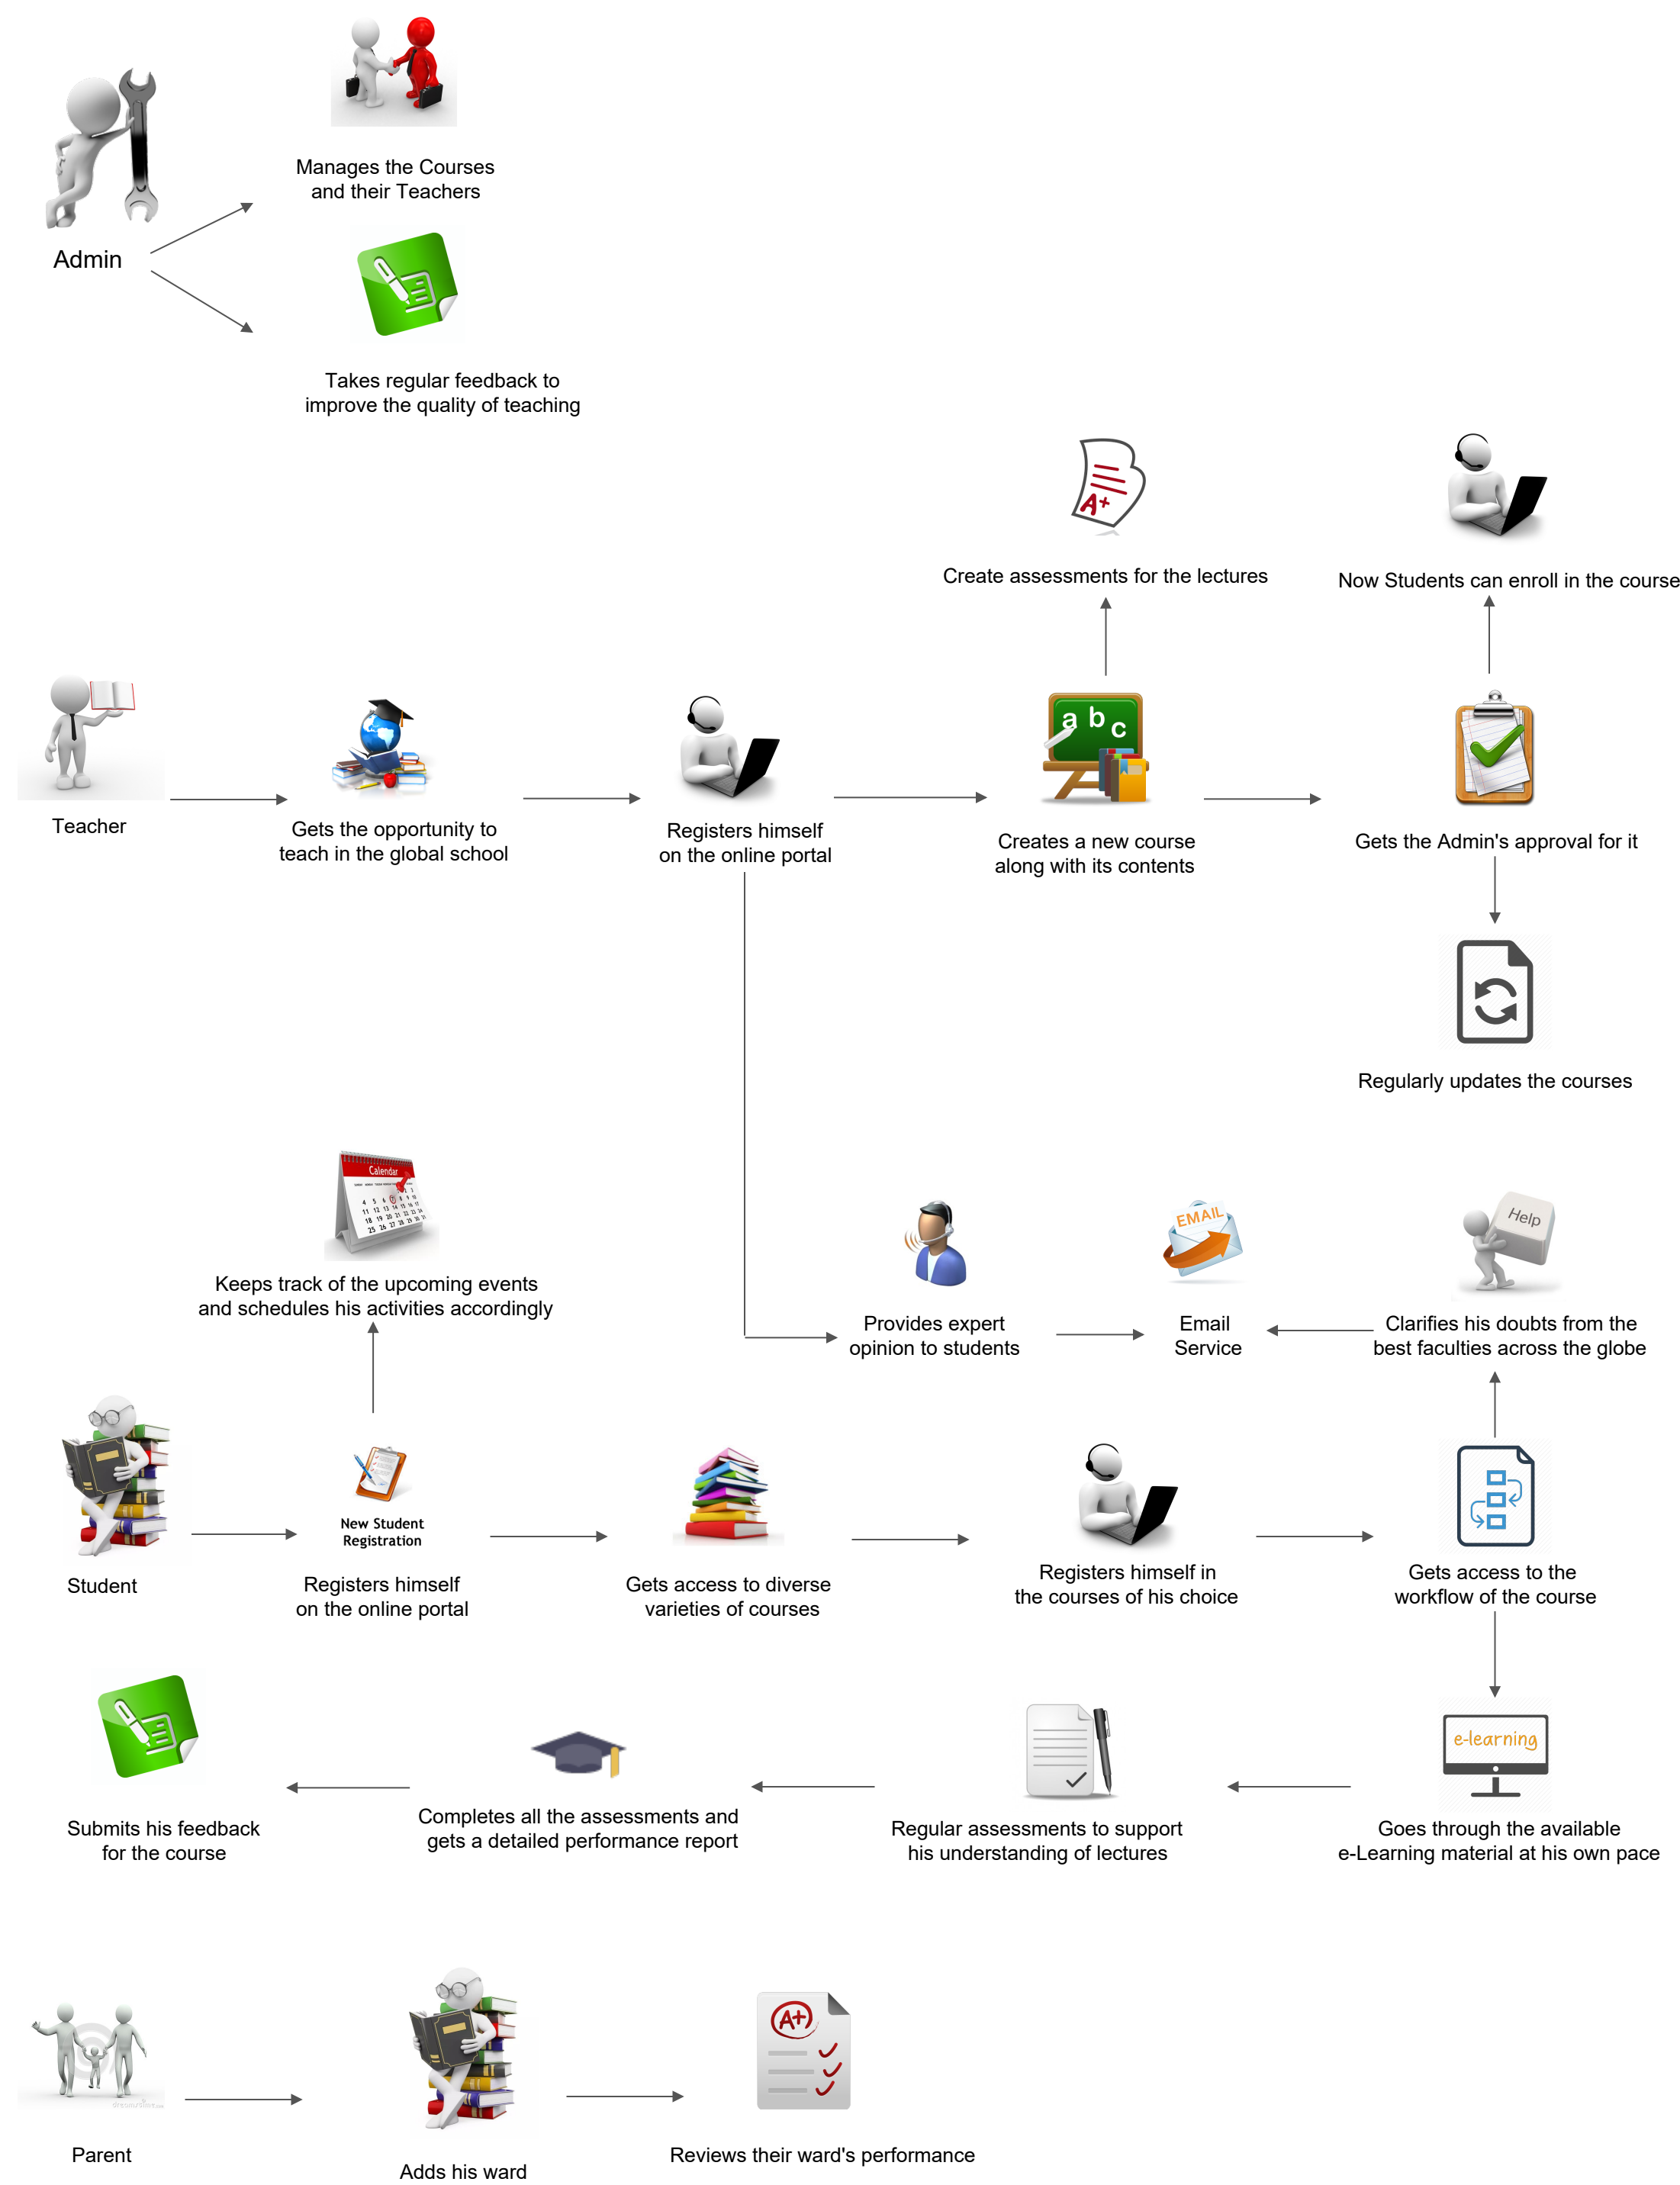 Manages the Courses
and their Teachers
Admin
Takes regular feedback to
improve the quality of teaching
A+
Create assessments for the lectures
Now Students can enroll in the course
a b c
Teacher
Gets the opportunity to
teach in the global school
Registers himself
on the online portal
Creates a new course
along with its contents
Gets the Admin's approval for it
Regularly updates the courses
Calendar
Keeps track of the upcoming events
and schedules his activities accordingly
EMAIL
Help
Provides expert
opinion to students
Email
Service
Clarifies his doubts from the
best faculties across the globe
New Student
Registration
Student
Registers himself
on the online portal
Gets access to diverse
varieties of courses
Registers himself in
the courses of his choice
Gets access to the
workflow of the course
e-learning
Submits his feedback
for the course
Completes all the assessments and
gets a detailed performance report
Regular assessments to support
his understanding of lectures
Goes through the available
e-Learning material at his own pace
A+
Parent
Adds his ward
Reviews their ward's performance